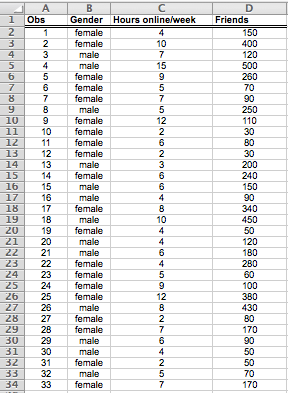 A B C D
1 Obs Gender Hours online/week Friends
2 1 female 4 150
3 2 female 10 400
4 3 male 7 120
5 4 male 15 500
6 5 female 9 260
7 6 female 5 70
8 7 female 7 90
9 8 male 5 250
10 9 female 12 110
11 10 female 2 30
12 11 female 6 80
13 12 female 2 30
14 13 male 3 200
15 14 female 6 240
16 15 male 6 150
17 16 male 4 90
18 17 female 8 340
19 18 male 10 450
20 19 female 4 50
21 20 male 4 120
22 21 male 6 180
23 22 female 4 280
24 23 female 5 60
25 24 female 9 100
26 25 female 12 380
27 26 male 8 430
28 27 female 2 80
29 28 female 7 170
30 29 male 6 90
31 30 male 4 50
32 31 female 2 50
33 32 male 5 70
34 33 female 7 170